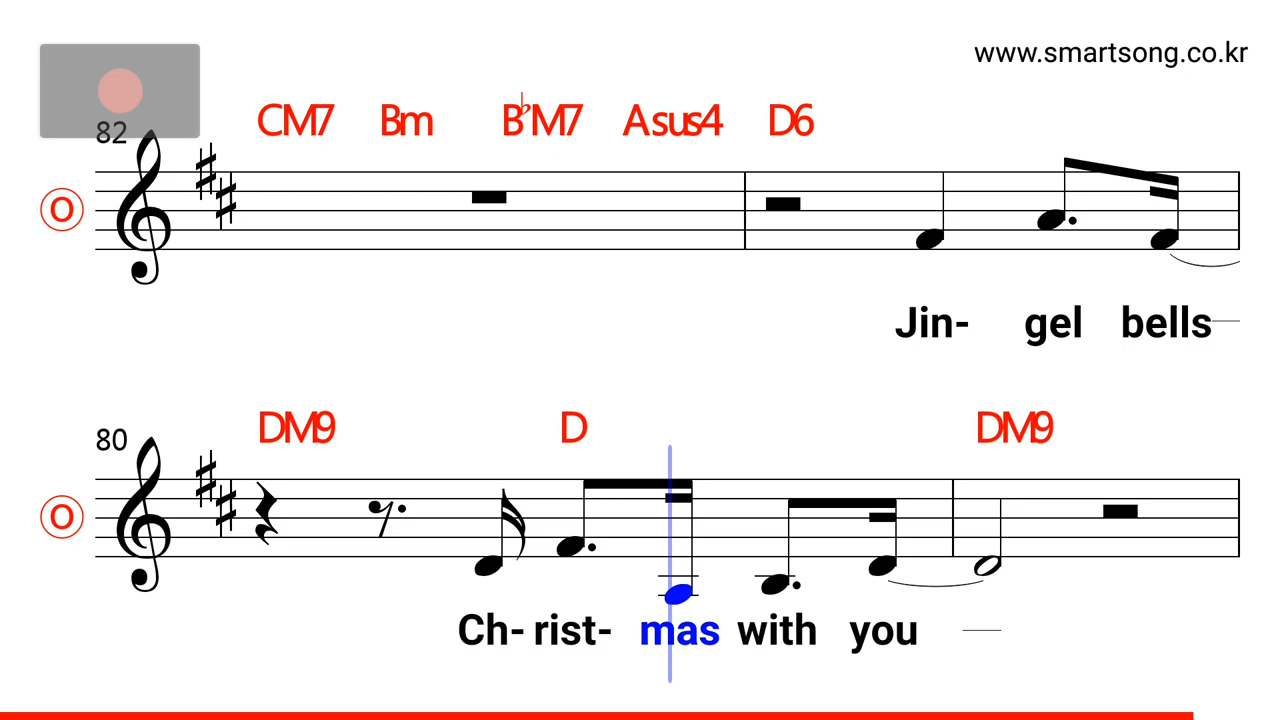 www.smartsong.co.kr
82
CM7 Bm B♭M7 Asus4 D6
O
Jin- gel bells
80
DM9 D DM9
O
Ch- rist- mas with you